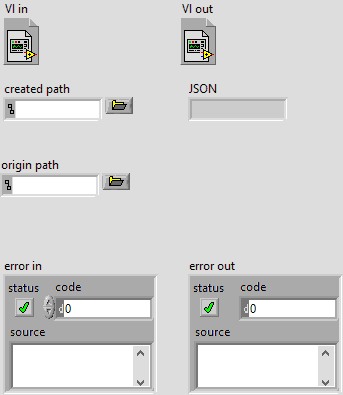 VI in
VI out
created path
JSON
origin path
error in
error out
status code
d 0
source
status code
d 0
source